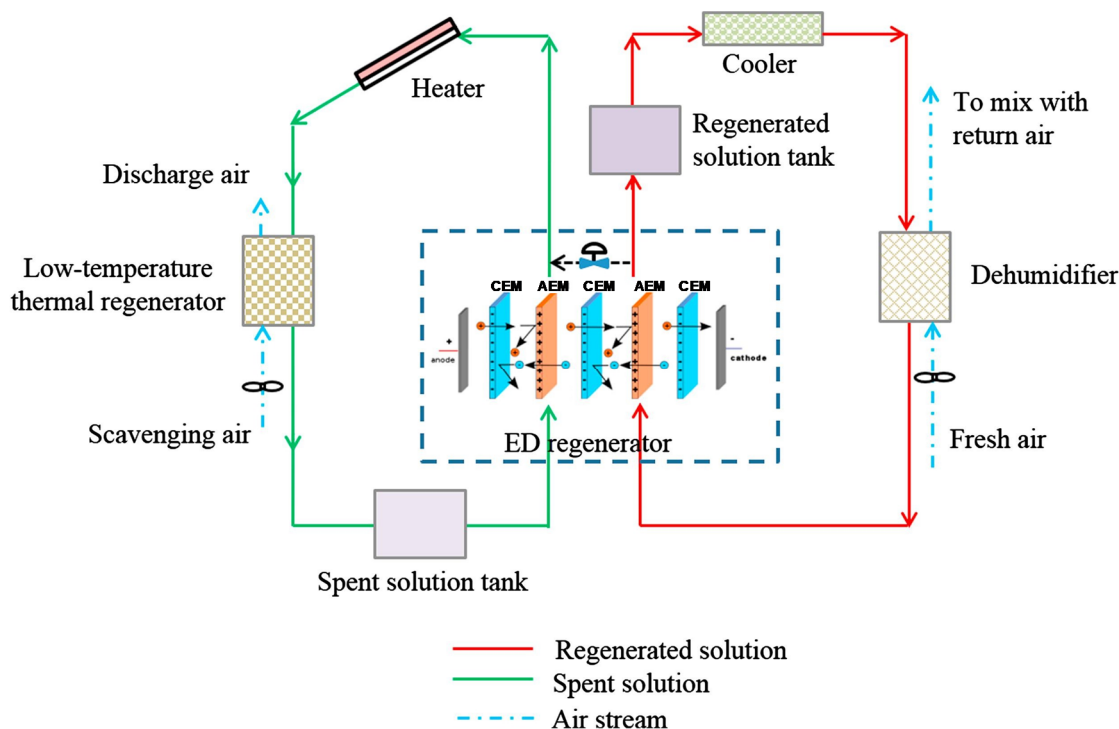 Cooler
Heater
To mix with
return air
Regenerated
solution tank
Discharge air
Low-temperature
thermal regenerator
Dehumidifier
CEM AEM CEM AEM CEM
+
anode
-
cathode
Scavenging air
ED regenerator
Fresh air
Spent solution tank
Regenerated solution
Spent solution
Air stream